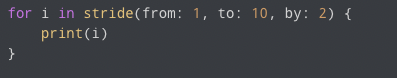 for i in stride(from: 1, to: 10, by: 2) {
    print(i)
}